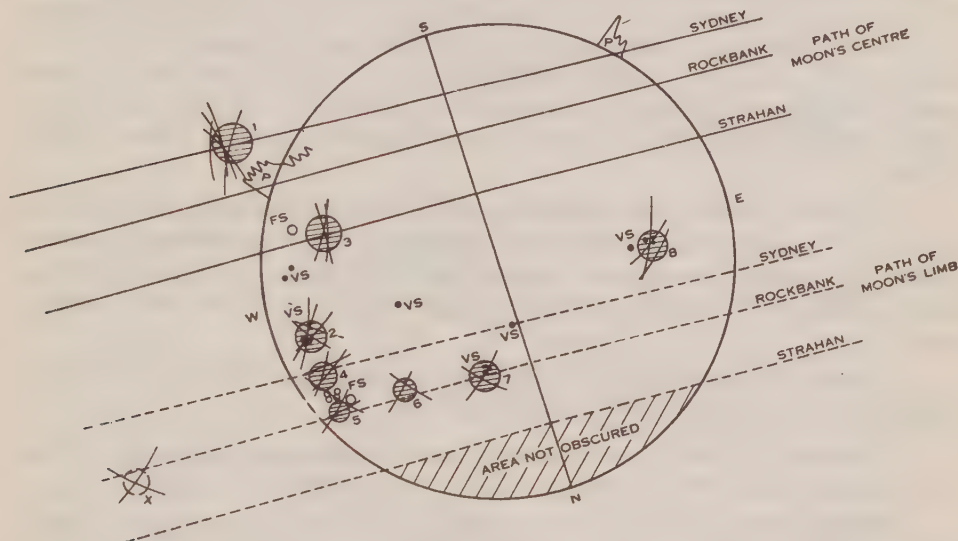 S
P
SYDNEY
PATH OF
MOON'S CENTRE
ROCKBANK
STRAHAN
1
P
E
FS
3
VS
8
SYDNEY
PATH OF
MOON'S LIMB
VS
ROCKBANK
VS
VS
W
2
VS
STRAHAN
4
VS
FS
7
6
5
AREA NOT OBSCURED
X
N